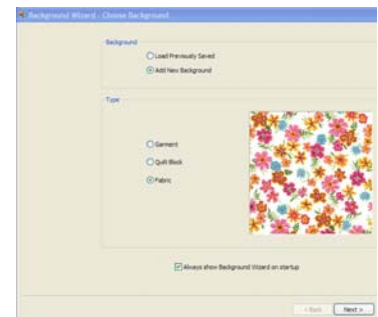 Background Wizard - Choose Background
Background
Load Previously Saved
Add New Background
Type
Garment
Quilt Block
Fabric
Always show Background Wizard on startup
< Back
Next >